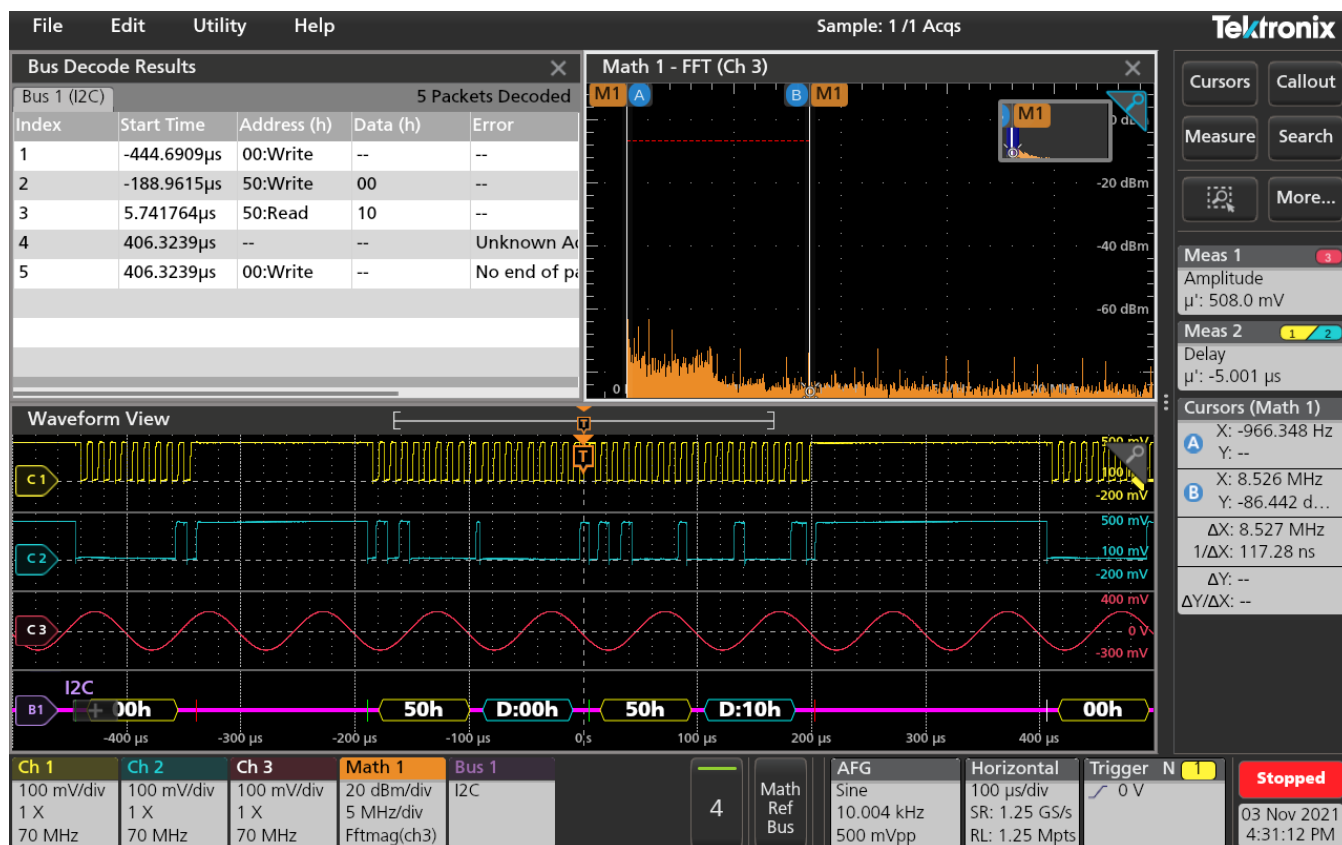 File Edit Utility Help Sample: 1 /1 Acqs Tektronix
Bus Decode Results
Bus 1 (I2C) 5 Packets Decoded
Index Start Time Address (h) Data (h) Error
1 -444.6909µs 00:Write -- --
2 -188.9615µs 50:Write 00 --
3 5.741764µs 50:Read 10 --
4 406.3239µs -- -- Unknown
5 406.3239µs 00:Write -- No end of
Math 1 - FFT (Ch 3)
M1 A B M1
M1
-20 dBm
-40 dBm
-60 dBm
0
Cursors Callout
Measure Search
More...
Meas 1 3
Amplitude
µ': 508.0 mV
Meas 2 1 2
Delay
µ': -5.001 µs
Cursors (Math 1)
A X: -966.348 Hz
Y: --
B X: 8.526 MHz
Y: -86.442 d...
ΔX: 8.527 MHz
1/ΔX: 117.28 ns
ΔY: --
ΔY/ΔX: --
Waveform View
T
T
C 1
500 mV
100
-200 mV
C 2
500 mV
100 mV
-200 mV
C 3
400 mV
0 V
-300 mV
I2C
B1 + 00h 50h D:00h 50h D:10h 00h
-400 µs -300 µs -200 µs -100 µs 0s 100 µs 200 µs 300 µs 400 µs
Ch 1
100 mV/div
1 X
70 MHz
Ch 2
100 mV/div
1 X
70 MHz
Ch 3
100 mV/div
1 X
70 MHz
Math 1
20 dBm/div
5 MHz/div
Fftmag(ch3)
Bus 1
I2C
4
Math
Ref
Bus
AFG
Sine
10.004 kHz
500 mVpp
Horizontal
100 µs/div
SR: 1.25 GS/s
RL: 1.25 Mpts
Trigger N 1
0 V
Stopped
03 Nov 2021
4:31:12 PM